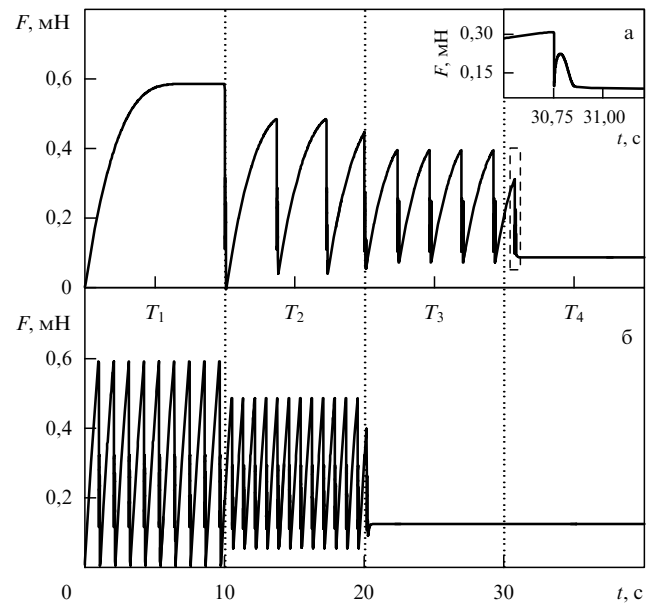 F, мН
0,6
0,4
0,2
0
а
F, мН
0,30
0,15
30,75 31,00
t, с
T₁ T₂ T₃ T₄
F, мН
б
0,6
0,4
0,2
0 10 20 30 t, с